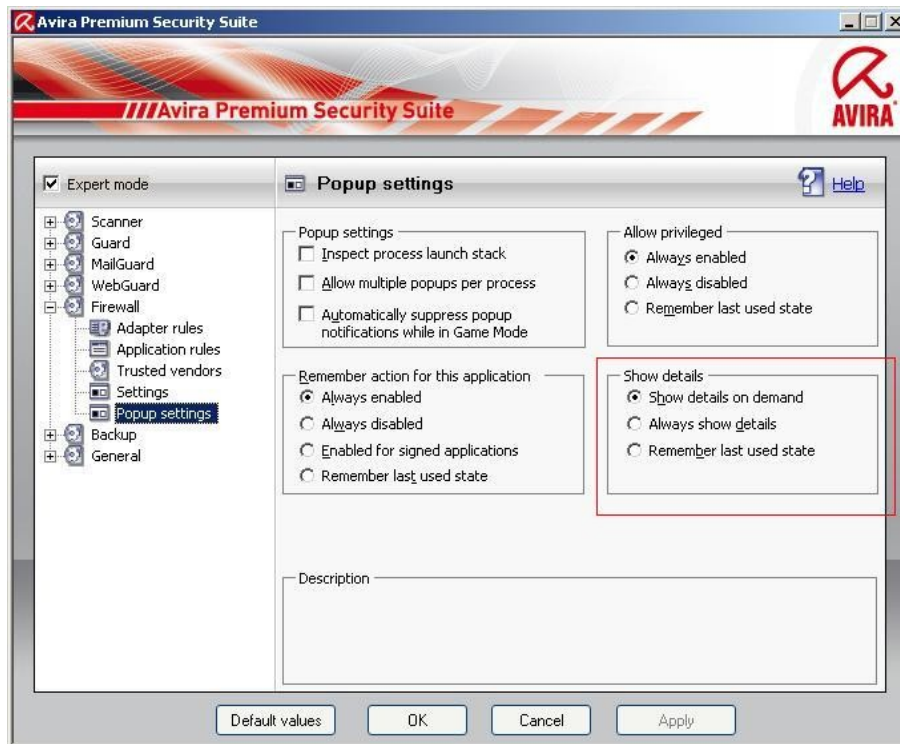 Avira Premium Security Suite
////Avira Premium Security Suite
AVIRA
Expert mode
Popup settings
Help
Scanner
Guard
MailGuard
WebGuard
Firewall
Adapter rules
Application rules
Trusted vendors
Settings
Popup settings
Backup
General
Popup settings
Inspect process launch stack
Allow multiple popups per process
Automatically suppress popup
notifications while in Game Mode
Allow privileged
Always enabled
Always disabled
Remember last used state
Remember action for this application
Always enabled
Always disabled
Enabled for signed applications
Remember last used state
Show details
Show details on demand
Always show details
Remember last used state
Description
Default values
OK
Cancel
Apply